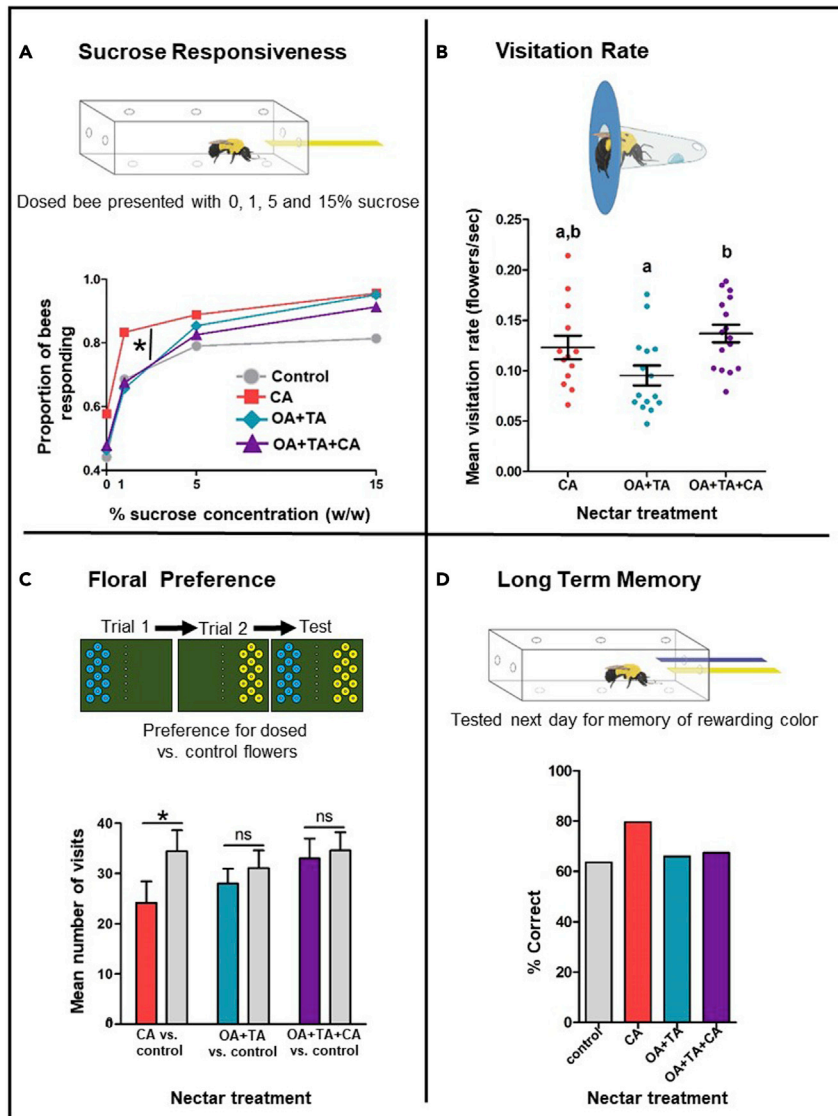 A Sucrose Responsiveness
Dosed bee presented with 0, 1, 5 and 15% sucrose
Proportion of bees
responding
1.0
0.8
0.6
0.4
*
Control
CA
OA+TA
OA+TA+CA
0 1 5 15
% sucrose concentration (w/w)
B Visitation Rate
Mean visitation rate (flowers/sec)
0.25
0.20
0.15
0.10
0.05
0.00
a,b a b
CA OA+TA OA+TA+CA
Nectar treatment
C Floral Preference
Trial 1 Trial 2 Test
Preference for dosed
vs. control flowers
Mean number of visits
40
30
20
10
0
* ns ns
CA vs. OA+TA OA+TA+CA
control vs. control vs. control
Nectar treatment
D Long Term Memory
Tested next day for memory of rewarding color
% Correct
100
80
60
40
20
0
control CA OA+TA OA+TA+CA
Nectar treatment